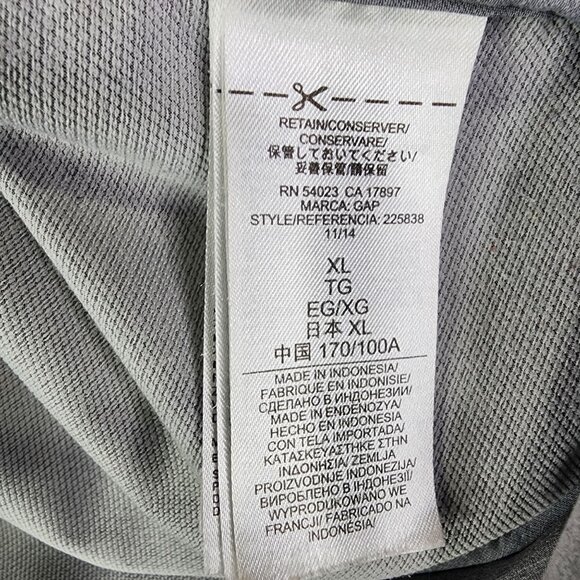 RETAIN/CONSERVER/
CONSERVARE/
保管しておいてください/
妥善保管/請保留
RN 54023 CA 17897
MARCA: GAP
STYLE/REFERENCIA: 225838
11/14
XL
TG
EG/XG
日本 XL
中国 170/100A
MADE IN INDONESIA/
FABRIQUE EN INDONISIE/
СДЕЛАНО В ИНДОНЕЗИИ/
MADE IN ENDENOZYA/
HECHO EN INDONESIA
CON TELA IMPORTADA/
ΚΑΤΑΣΚΕΥΑΣΤΗΚΕ ΣΤΗΝ
ΙΝΔΟΝΗΣΙΑ/ ZEMLJA
PROIZVODNJE INDONEZIJA/
ВИРОБЛЕНО В ІНДОНЕЗІЇ/
WYPRODUKOWANO WE
FRANCJI/ FABRICADO NA
INDONÉSIA/